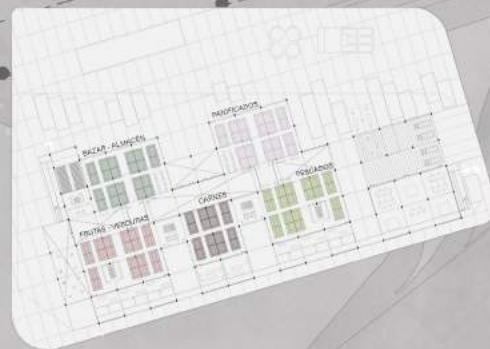 PANIFICADOS
BAZAR - ALMACÉN
PESCADOS
CARNES
FRUTAS - VERDURAS